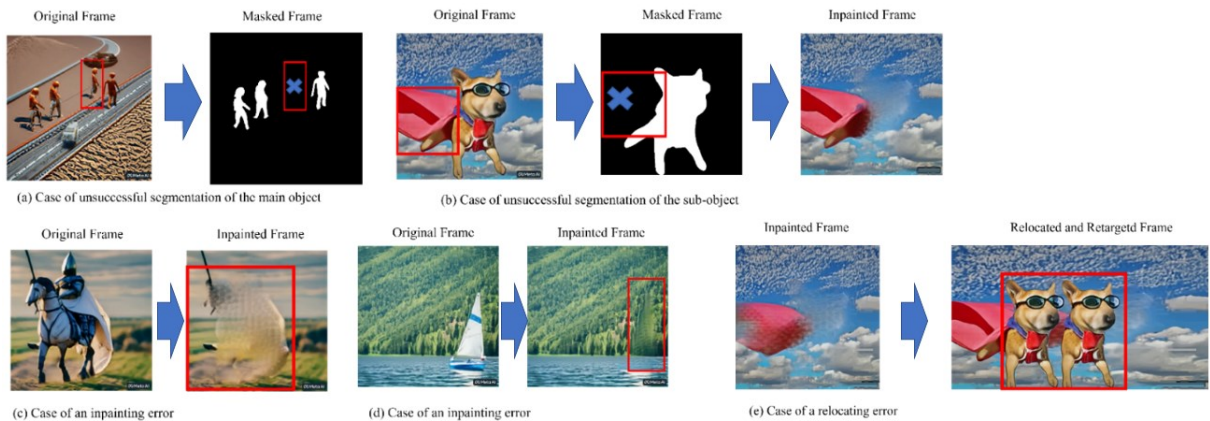 Original Frame
Masked Frame
Original Frame
Masked Frame
Inpainted Frame
(a) Case of unsuccessful segmentation of the main object
(b) Case of unsuccessful segmentation of the sub-object
Original Frame
Inpainted Frame
Original Frame
Inpainted Frame
Inpainted Frame
Relocated and Retargetd Frame
(c) Case of an inpainting error
(d) Case of an inpainting error
(e) Case of a relocating error